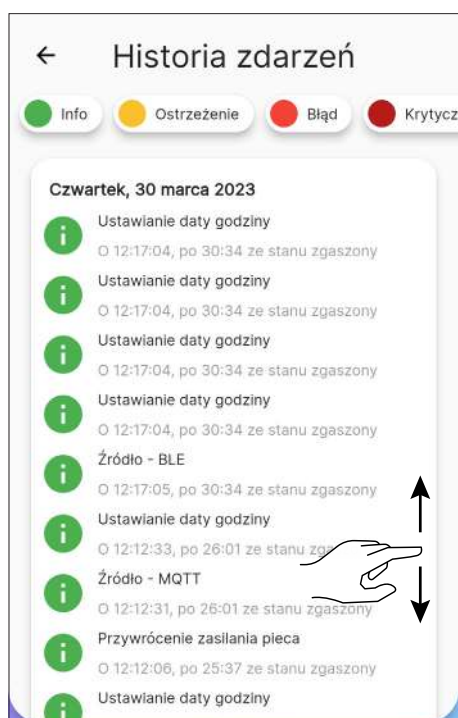 Historia zdarzeń
Info Ostrzeżenie Błąd Krytycz
Czwartek, 30 marca 2023
Ustawianie daty godziny
O 12:17:04, po 30:34 ze stanu zgaszony
Ustawianie daty godziny
O 12:17:04, po 30:34 ze stanu zgaszony
Ustawianie daty godziny
O 12:17:04, po 30:34 ze stanu zgaszony
Ustawianie daty godziny
O 12:17:04, po 30:34 ze stanu zgaszony
Źródło - BLE
O 12:17:05, po 30:34 ze stanu zgaszony
Ustawianie daty godziny
O 12:12:33, po 26:01 ze stanu
Źródło - MQTT
O 12:12:31, po 26:01 ze stanu zgaszony
Przywrócenie zasilania pieca
O 12:12:06, po 25:37 ze stanu zgaszony
Ustawianie daty godziny